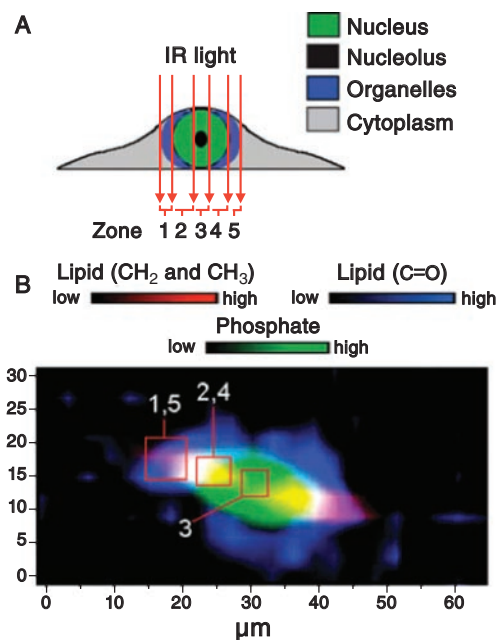 A
Nucleus
Nucleolus
Organelles
Cytoplasm
IR light
Zone 1 2 3 4 5
B
Lipid (CH₂ and CH₃)
low high
Lipid (C=O)
low high
Phosphate
low high
30
25
20
15
10
5
0
1,5
2,4
3
0 10 20 30 40 50 60
μm